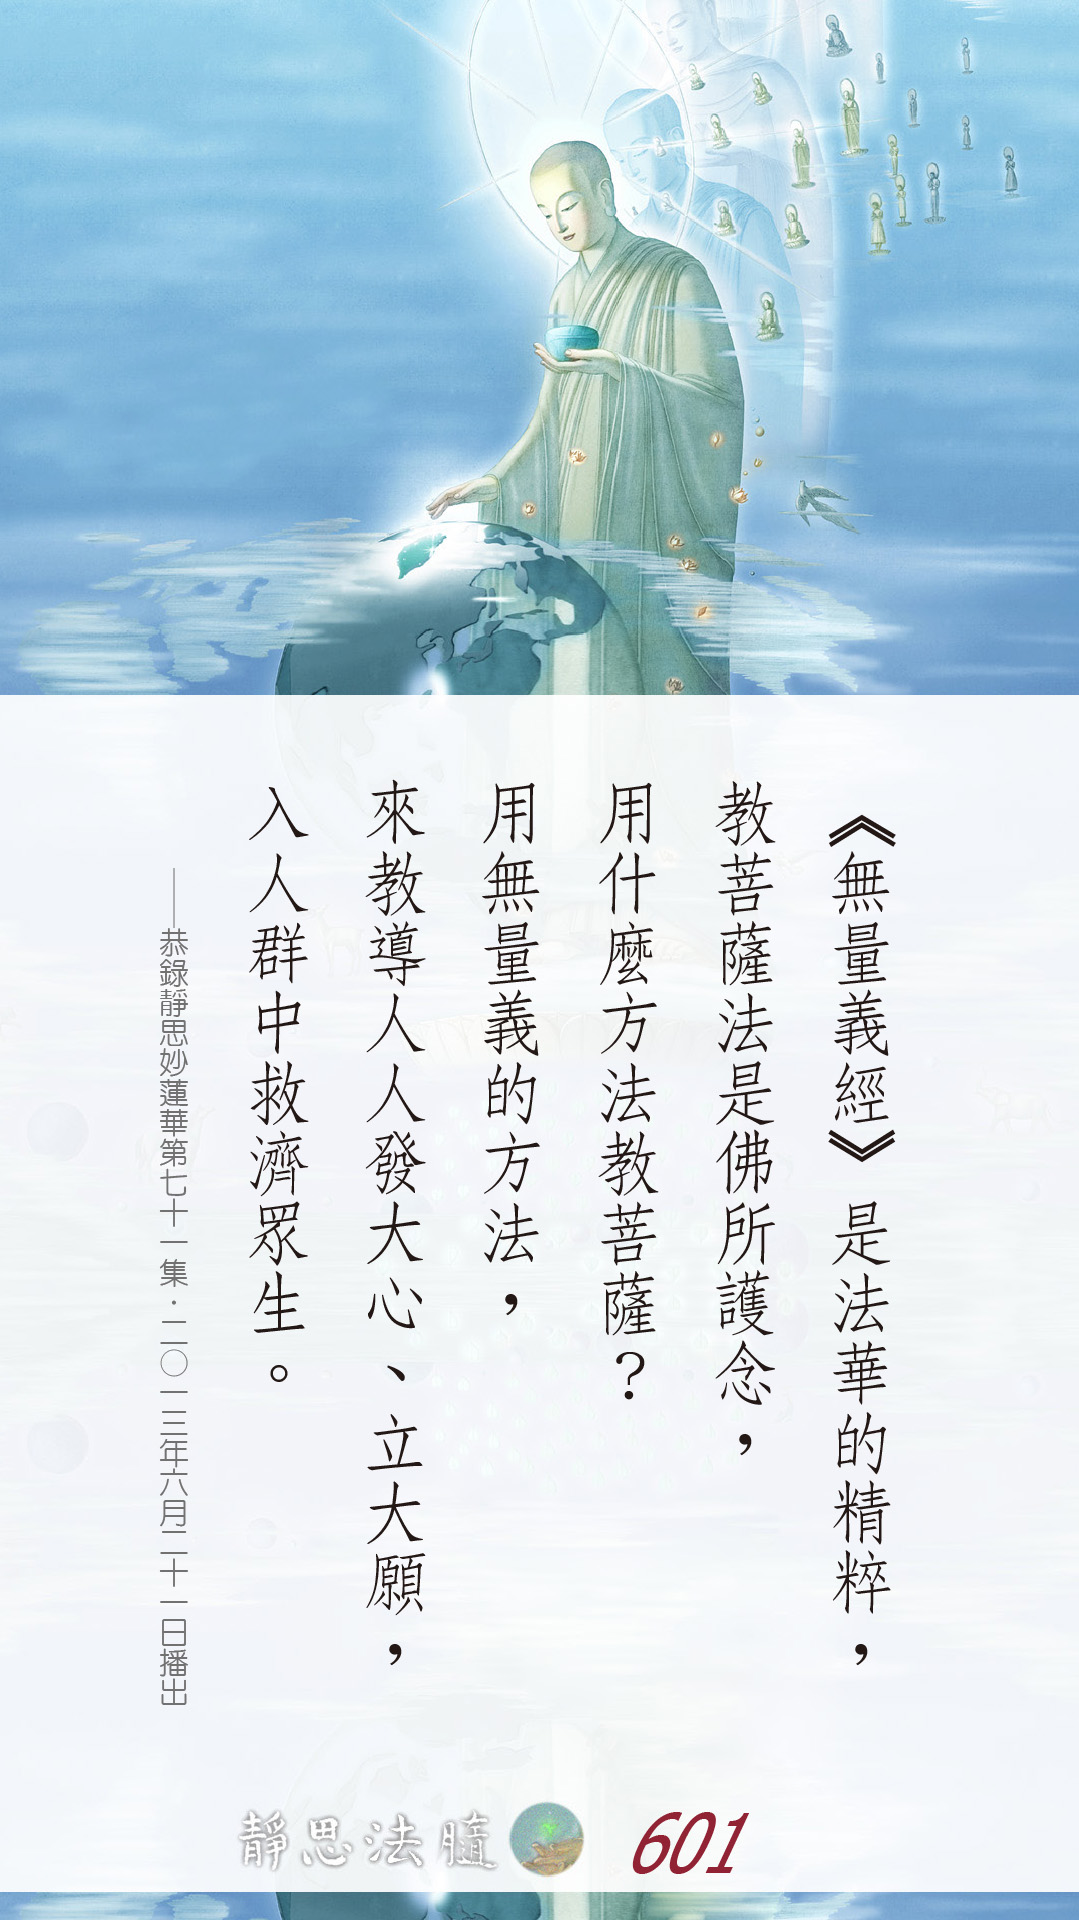 《無量義經》是法華的精粹，
教菩薩法是佛所護念，
用什麼方法教菩薩？
用無量義的方法，
來教導人人發大心、立大願，
入人群中救濟眾生。
——恭錄靜思妙蓮華第七十一集．二〇一三年六月二十一日播出
靜思法髓
601